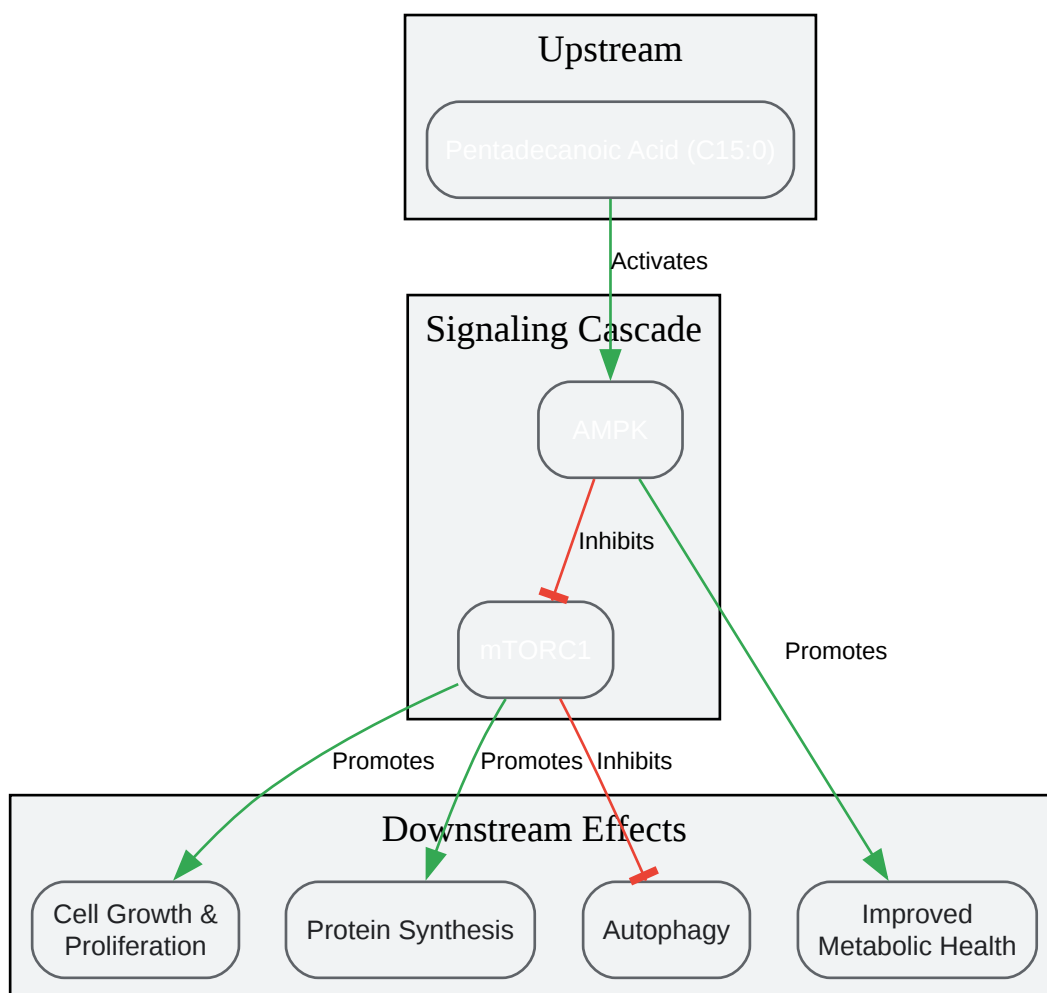 Upstream
Pentadecanoic Acid (C15:0)
Activates
Signaling Cascade
AMPK
Inhibits
mTORC1
Promotes
Promotes
Promotes
Inhibits
Downstream Effects
Cell Growth &
Proliferation
Protein Synthesis
Autophagy
Improved
Metabolic Health